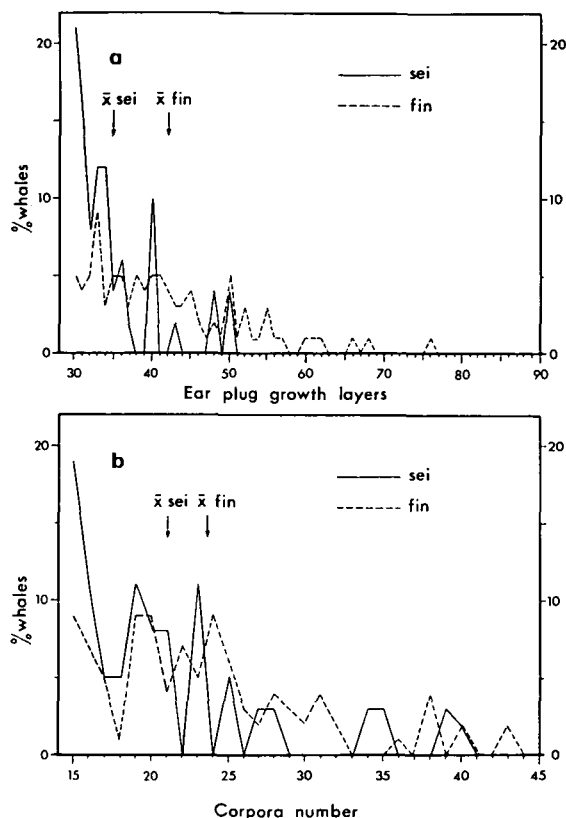 a
sei
fin
x̄ sei x̄ fin
% whales
20
10
0
20
10
0
30 40 50 60 70 80 90
Ear plug growth layers
b
sei
fin
x̄ sei x̄ fin
% whales
20
10
0
20
10
0
15 20 25 30 35 40 45
Corpora number